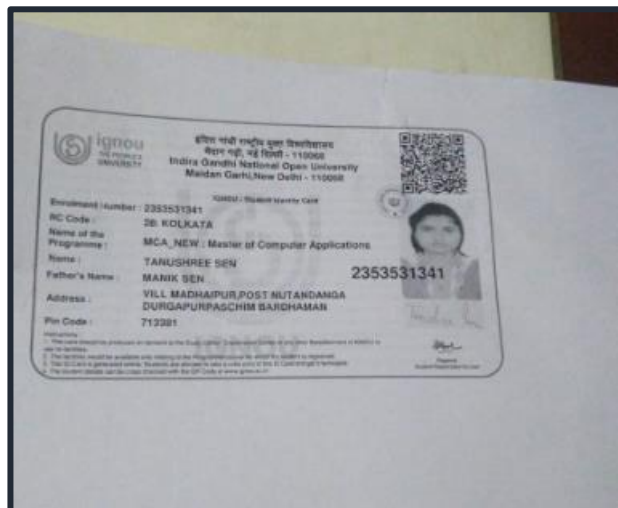 ignou
THE PEOPLE'S
UNIVERSITY
इंदिरा गांधी राष्ट्रीय मुक्त विश्वविद्यालय
मैदान गढ़ी, नई दिल्ली - 110068
Indira Gandhi National Open University
Maidan Garhi,New Delhi - 110068
IGNOU - Student Identity Card
Enrolment number : 2353531341
RC Code : 28: KOLKATA
Name of the
Programme : MCA_NEW : Master of Computer Applications
Name : TANUSHREE SEN
Father's Name : MANIK SEN
2353531341
Address : VILL MADHAIPUR,POST NUTANDANGA
DURGAPURPASCHIM BARDHAMAN
Pin Code : 713381
Instructions :
IGNOU